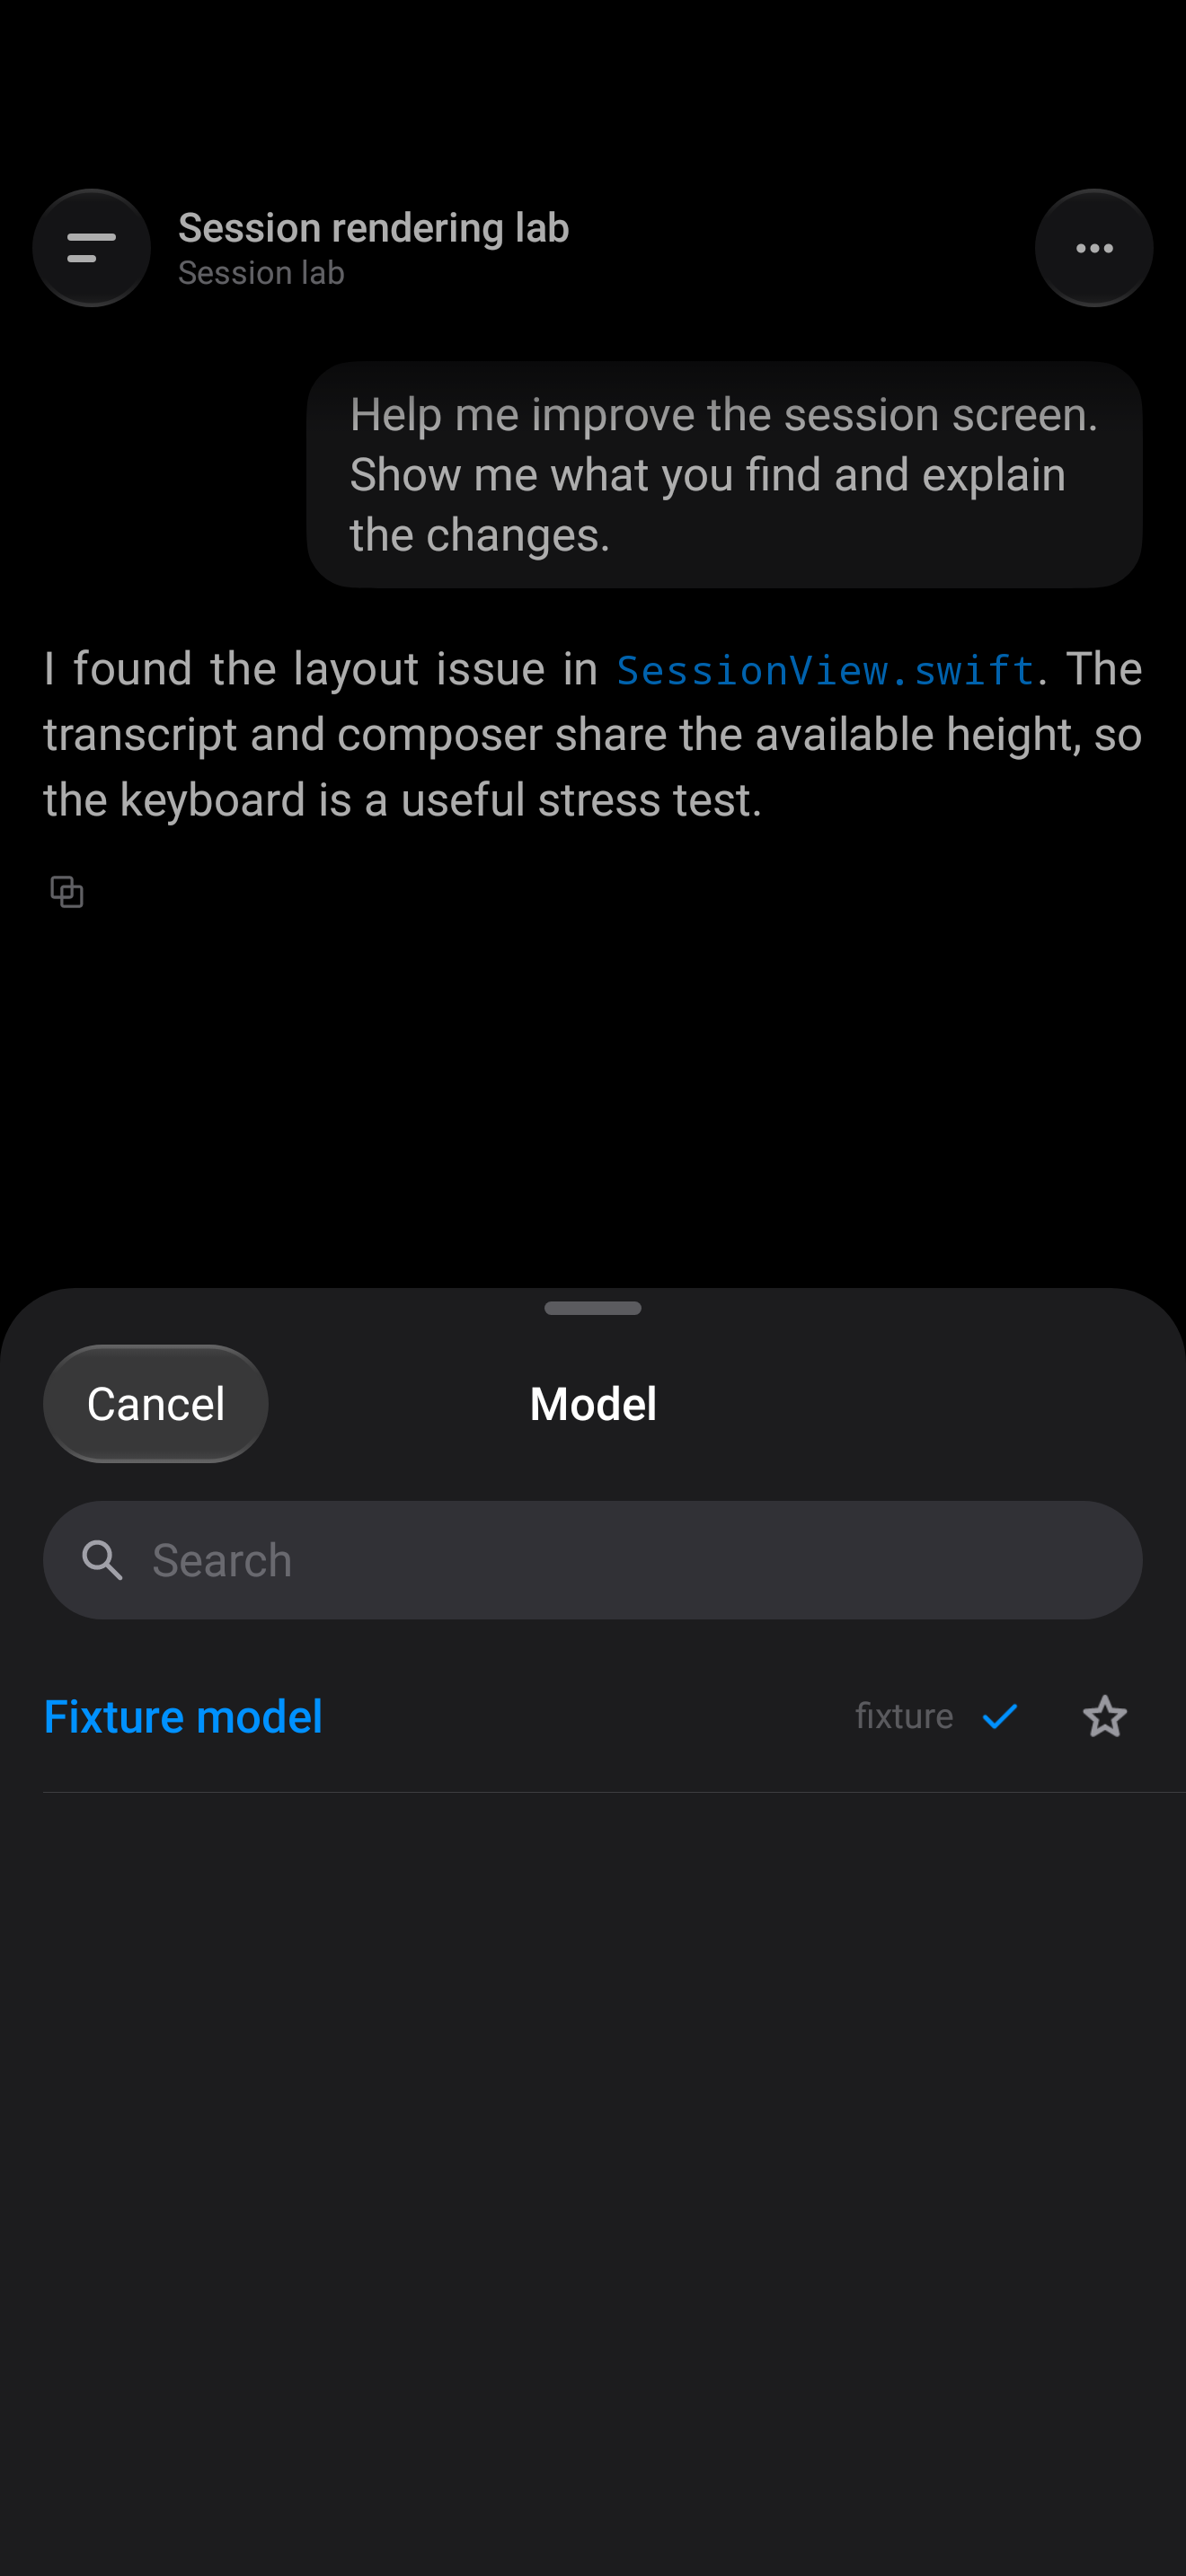 Session rendering lab
Session lab
Help me improve the session screen.
Show me what you find and explain
the changes.
I found the layout issue in SessionView.swift. The
transcript and composer share the available height, so
the keyboard is a useful stress test.
Cancel
Model
Search
Fixture model
fixture